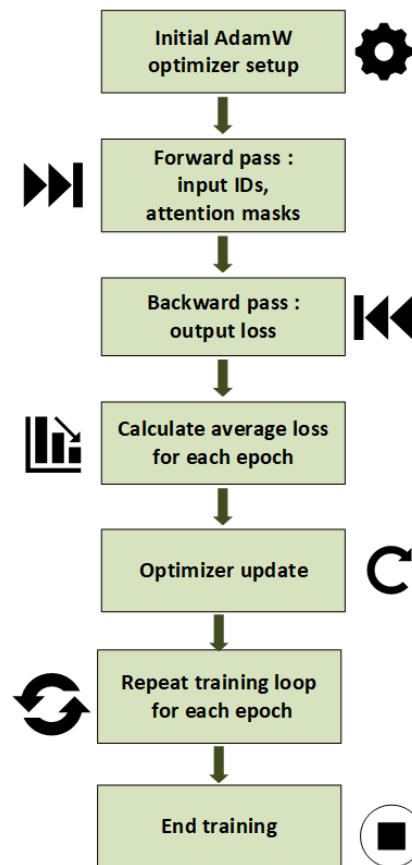 Initial AdamW
optimizer setup
Forward pass :
input IDs,
attention masks
Backward pass :
output loss
Calculate average loss
for each epoch
Optimizer update
Repeat training loop
for each epoch
End training